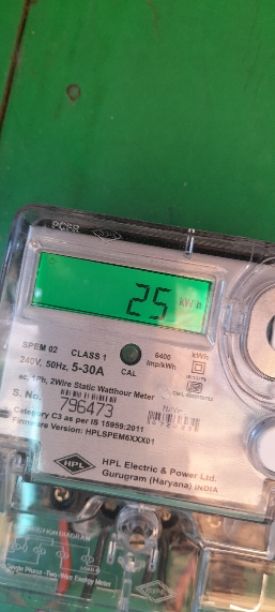 25 kWh
kWh
SPEM 02 CLASS 1
240V, 50Hz, 5-30A CAL 6400 imp/kWh
ac, 1Ph, 2Wire Static Watthour Meter
S. No. 796473
Category C3 as per IS 15959:2011
Firmware Version: HPLSPEM6XXX01
HPL HPL Electric & Power Ltd.
Gurugram (Haryana) INDIA
HPL